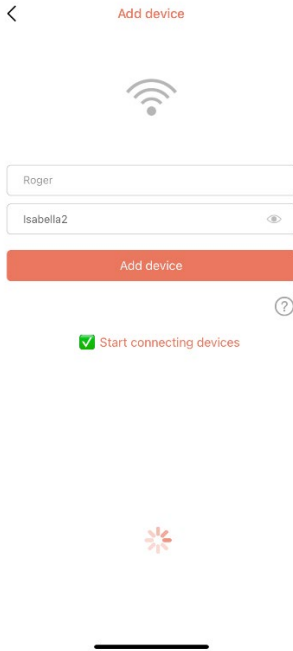 Add device
Roger
Isabella2
Add device
?
Start connecting devices